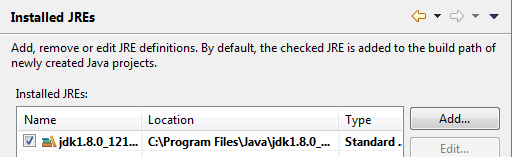 Installed JREs
Add, remove or edit JRE definitions. By default, the checked JRE is added to the build path of
newly created Java projects.
Installed JREs:
Name Location Type
jdk1.8.0_121... C:\Program Files\Java\jdk1.8.0_... Standard ...
Add...
Edit...